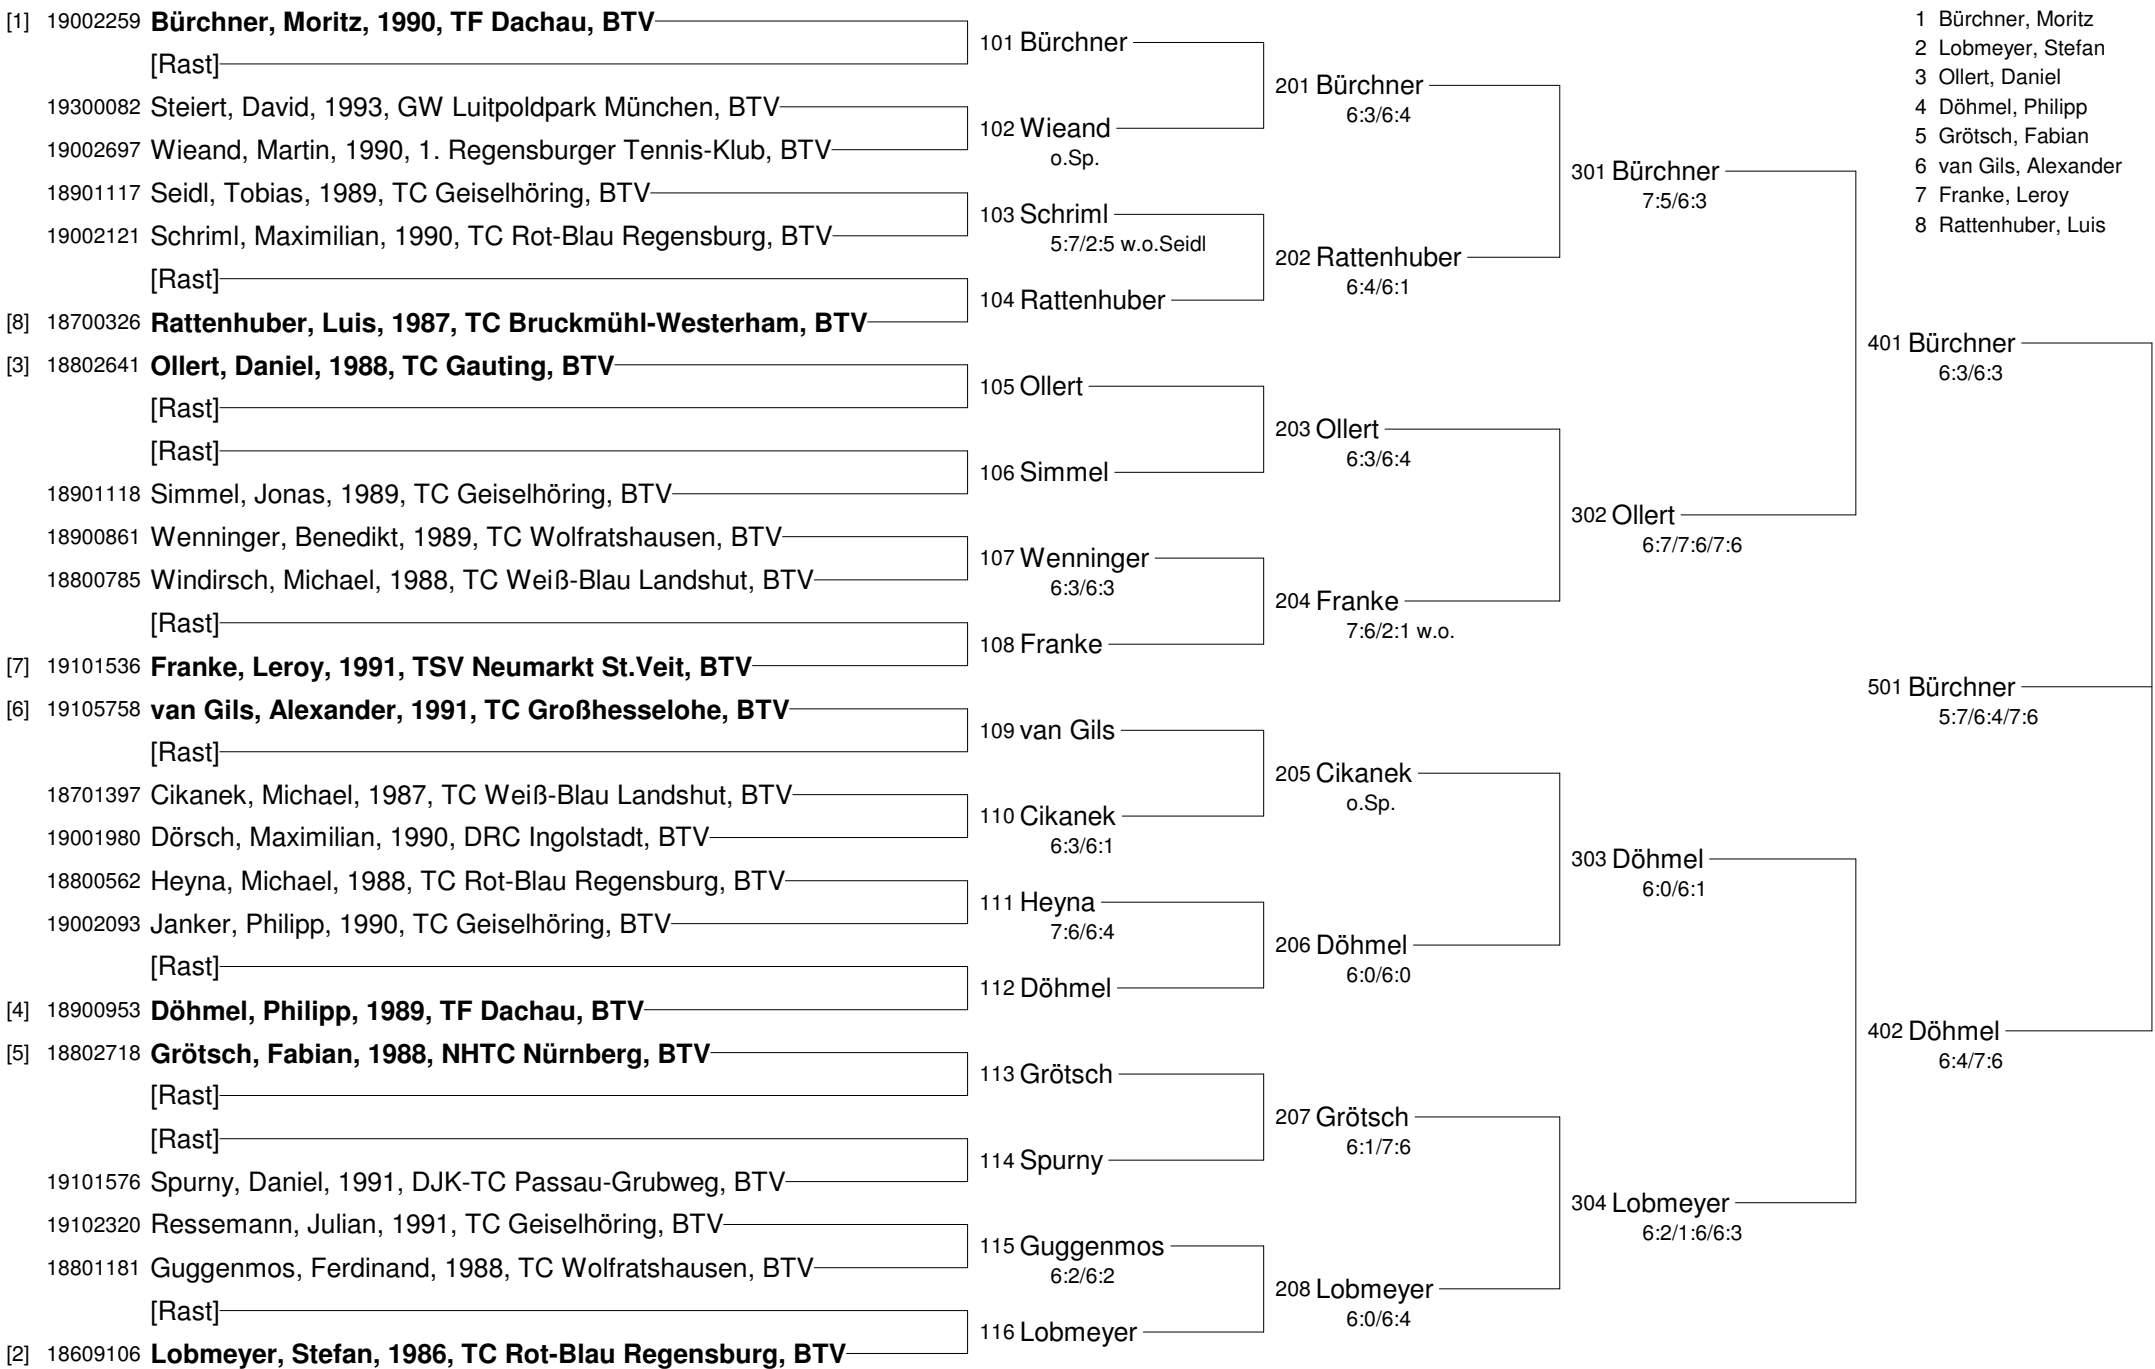 [1] 19002259 Bürchner, Moritz, 1990, TF Dachau, BTV
[Rast]
19300082 Steiert, David, 1993, GW Luitpoldpark München, BTV
19002697 Wieand, Martin, 1990, 1. Regensburger Tennis-Klub, BTV
18901117 Seidl, Tobias, 1989, TC Geiselhöring, BTV
19002121 Schriml, Maximilian, 1990, TC Rot-Blau Regensburg, BTV
[Rast]
[8] 18700326 Rattenhuber, Luis, 1987, TC Bruckmühl-Westerham, BTV
[3] 18802641 Ollert, Daniel, 1988, TC Gauting, BTV
[Rast]
[Rast]
18901118 Simmel, Jonas, 1989, TC Geiselhöring, BTV
18900861 Wenninger, Benedikt, 1989, TC Wolfratshausen, BTV
18800785 Windirsch, Michael, 1988, TC Weiß-Blau Landshut, BTV
[Rast]
[7] 19101536 Franke, Leroy, 1991, TSV Neumarkt St.Veit, BTV
[6] 19105758 van Gils, Alexander, 1991, TC Großhesselohe, BTV
[Rast]
18701397 Cikanek, Michael, 1987, TC Weiß-Blau Landshut, BTV
19001980 Dörsch, Maximilian, 1990, DRC Ingolstadt, BTV
18800562 Heyna, Michael, 1988, TC Rot-Blau Regensburg, BTV
19002093 Janker, Philipp, 1990, TC Geiselhöring, BTV
[Rast]
[4] 18900953 Döhmel, Philipp, 1989, TF Dachau, BTV
[5] 18802718 Grötsch, Fabian, 1988, NHTC Nürnberg, BTV
[Rast]
[Rast]
19101576 Spurny, Daniel, 1991, DJK-TC Passau-Grubweg, BTV
19102320 Ressemann, Julian, 1991, TC Geiselhöring, BTV
18801181 Guggenmos, Ferdinand, 1988, TC Wolfratshausen, BTV
[Rast]
[2] 18609106 Lobmeyer, Stefan, 1986, TC Rot-Blau Regensburg, BTV
101 Bürchner
102 Wieand
o.Sp.
103 Schriml
5:7/2:5 w.o.Seidl
104 Rattenhuber
105 Ollert
106 Simmel
107 Wenninger
6:3/6:3
108 Franke
109 van Gils
110 Cikanek
6:3/6:1
111 Heyna
7:6/6:4
112 Döhmel
113 Grötsch
114 Spurny
115 Guggenmos
6:2/6:2
116 Lobmeyer
201 Bürchner
6:3/6:4
202 Rattenhuber
6:4/6:1
203 Ollert
6:3/6:4
204 Franke
7:6/2:1 w.o.
205 Cikanek
o.Sp.
206 Döhmel
6:0/6:0
207 Grötsch
6:1/7:6
208 Lobmeyer
6:0/6:4
301 Bürchner
7:5/6:3
302 Ollert
6:7/7:6/7:6
303 Döhmel
6:0/6:1
304 Lobmeyer
6:2/1:6/6:3
401 Bürchner
6:3/6:3
402 Döhmel
6:4/7:6
501 Bürchner
5:7/6:4/7:6
1 Bürchner, Moritz
2 Lobmeyer, Stefan
3 Ollert, Daniel
4 Döhmel, Philipp
5 Grötsch, Fabian
6 van Gils, Alexander
7 Franke, Leroy
8 Rattenhuber, Luis